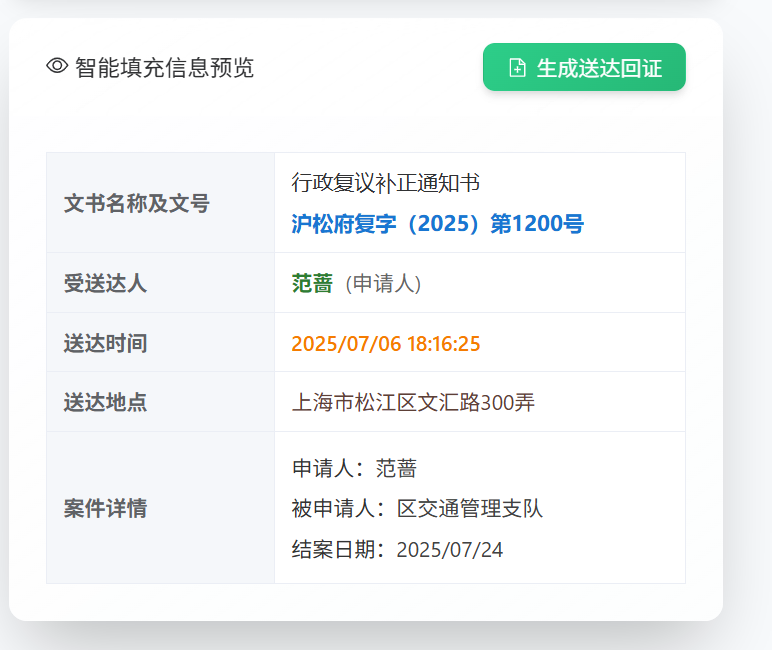 智能填充信息预览
生成送达回证
文书名称及文号
行政复议补正通知书
沪松府复字（2025）第1200号
受送达人
范蔷 (申请人)
送达时间
2025/07/06 18:16:25
送达地点
上海市松江区文汇路300弄
案件详情
申请人：范蔷
被申请人：区交通管理支队
结案日期：2025/07/24